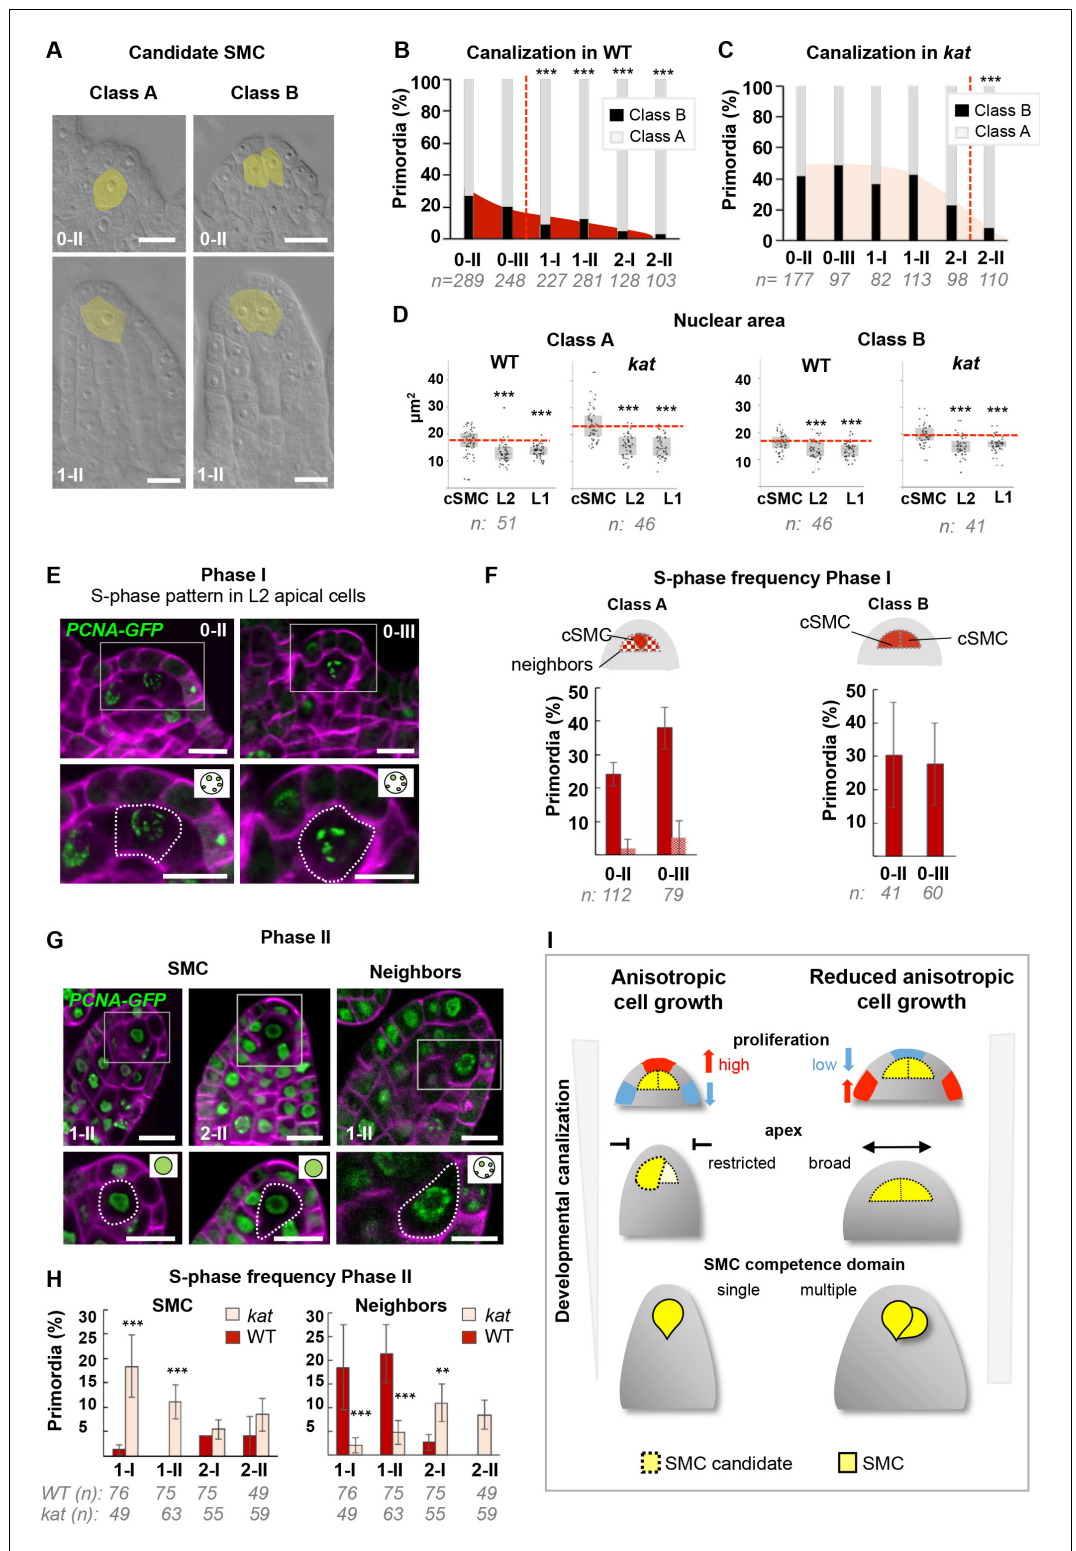 A
Candidate SMC
Class A
Class B
0-II
0-II
1-II
1-II
B
Canalization in WT
Primordia (%)
100
80
60
40
20
0
*** *** *** ***
Class B
Class A
0-II 0-III 1-I 1-II 2-I 2-II
n=289 248 227 281 128 103
C
Canalization in kat
Primordia (%)
100
80
60
40
20
0
***
Class B
Class A
0-II 0-III 1-I 1-II 2-I 2-II
n= 177 97 82 113 98 110
D
Nuclear area
Class A
Class B
WT
kat
WT
kat
µm2
40
30
20
10
*** ***
*** ***
40
30
20
10
*** ***
*** ***
cSMC L2 L1
cSMC L2 L1
cSMC L2 L1
cSMC L2 L1
n: 51
n: 46
n: 46
n: 41
E
Phase I
S-phase pattern in L2 apical cells
PCNA-GFP
0-II
0-III
F
S-phase frequency Phase I
Class A
cSMC
neighbors
Class B
cSMC
cSMC
Primordia (%)
50
40
30
20
10
0-II 0-III
n: 112 79
Primordia (%)
50
40
30
20
10
0-II 0-III
n: 41 60
G
Phase II
SMC
Neighbors
PCNA-GFP
1-II
2-II
1-II
H
S-phase frequency Phase II
SMC
Neighbors
Primordia (%)
30
25
20
15
10
5
***
***
kat
WT
30
25
20
15
10
5
***
***
**
kat
WT
1-I 1-II 2-I 2-II
1-I 1-II 2-I 2-II
WT (n): 76 75 75 49
76 75 75 49
kat (n): 49 63 55 59
49 63 55 59
I
Anisotropic
cell growth
Reduced anisotropic
cell growth
Developmental canalization
proliferation
high
low
apex
restricted
broad
SMC competence domain
single
multiple
SMC candidate
SMC